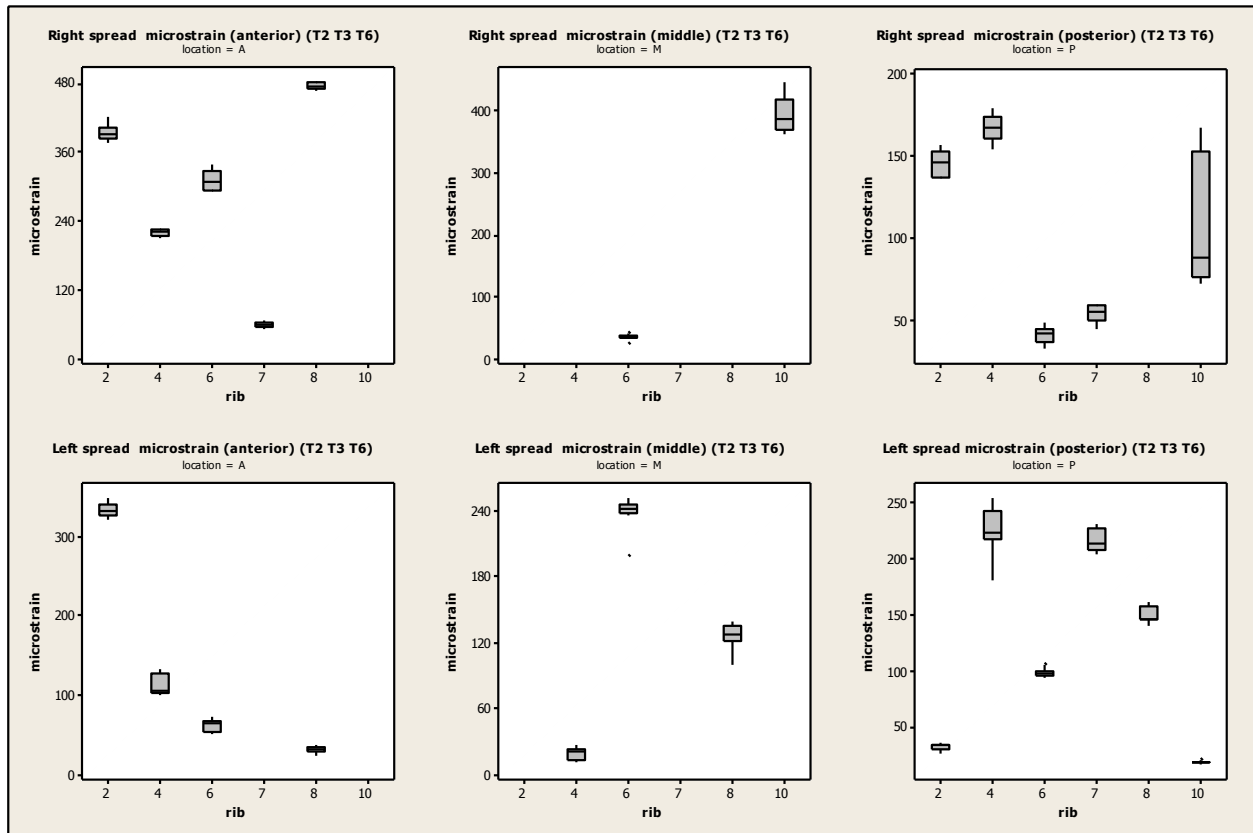 Right spread microstrain (anterior) (T2 T3 T6)
location = A
480
360
240
120
0
microstrain
2 4 6 7 8 10
rib
Right spread microstrain (middle) (T2 T3 T6)
location = M
400
300
200
100
0
microstrain
2 4 6 7 8 10
rib
Right spread microstrain (posterior) (T2 T3 T6)
location = P
200
150
100
50
microstrain
2 4 6 7 8 10
rib
Left spread microstrain (anterior) (T2 T3 T6)
location = A
300
200
100
0
microstrain
2 4 6 7 8 10
rib
Left spread microstrain (middle) (T2 T3 T6)
location = M
240
180
120
60
0
microstrain
2 4 6 7 8 10
rib
Left spread microstrain (posterior) (T2 T3 T6)
location = P
250
200
150
100
50
microstrain
2 4 6 7 8 10
rib